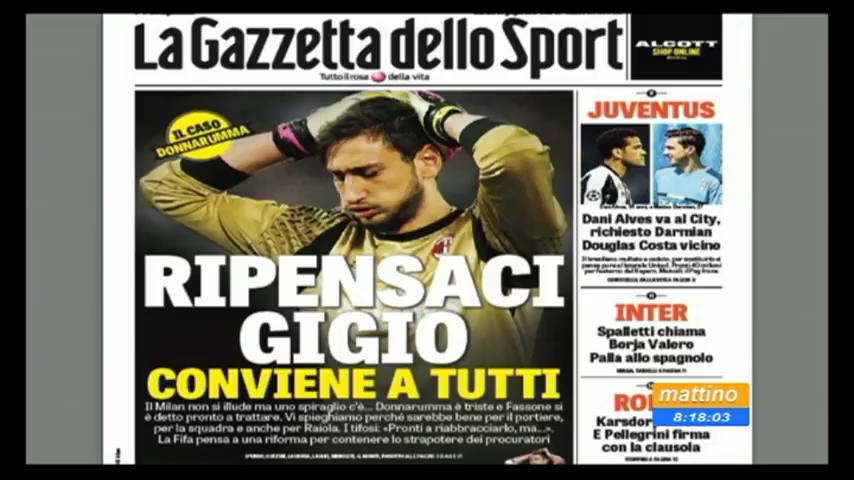 La Gazzetta dello Sport
Tutto il rosa della vita
ALCOTT
SHOP ONLINE
IL CASO
DONNARUMMA
RIPENSACI
GIGIO
CONVIENE A TUTTI
Il Milan non si illude ma uno spiraglio c'è... Donnarumma è triste e Fassone si
è detto pronto a trattare. Vi spieghiamo perché sarebbe bene per il portiere,
per la squadra e anche per Raiola. I tifosi: «Pronti a riabbracciarlo, ma...».
La Fifa pensa a una riforma per contenere lo strapotere dei procuratori
JUVENTUS
Dani Alves va al City,
richiesto Darmian
Douglas Costa vicino
INTER
Spalletti chiama
Borja Valero
Palla allo spagnolo
RO
Karsdor
E Pellegrini firma
con la clausola
mattino
8:18:03